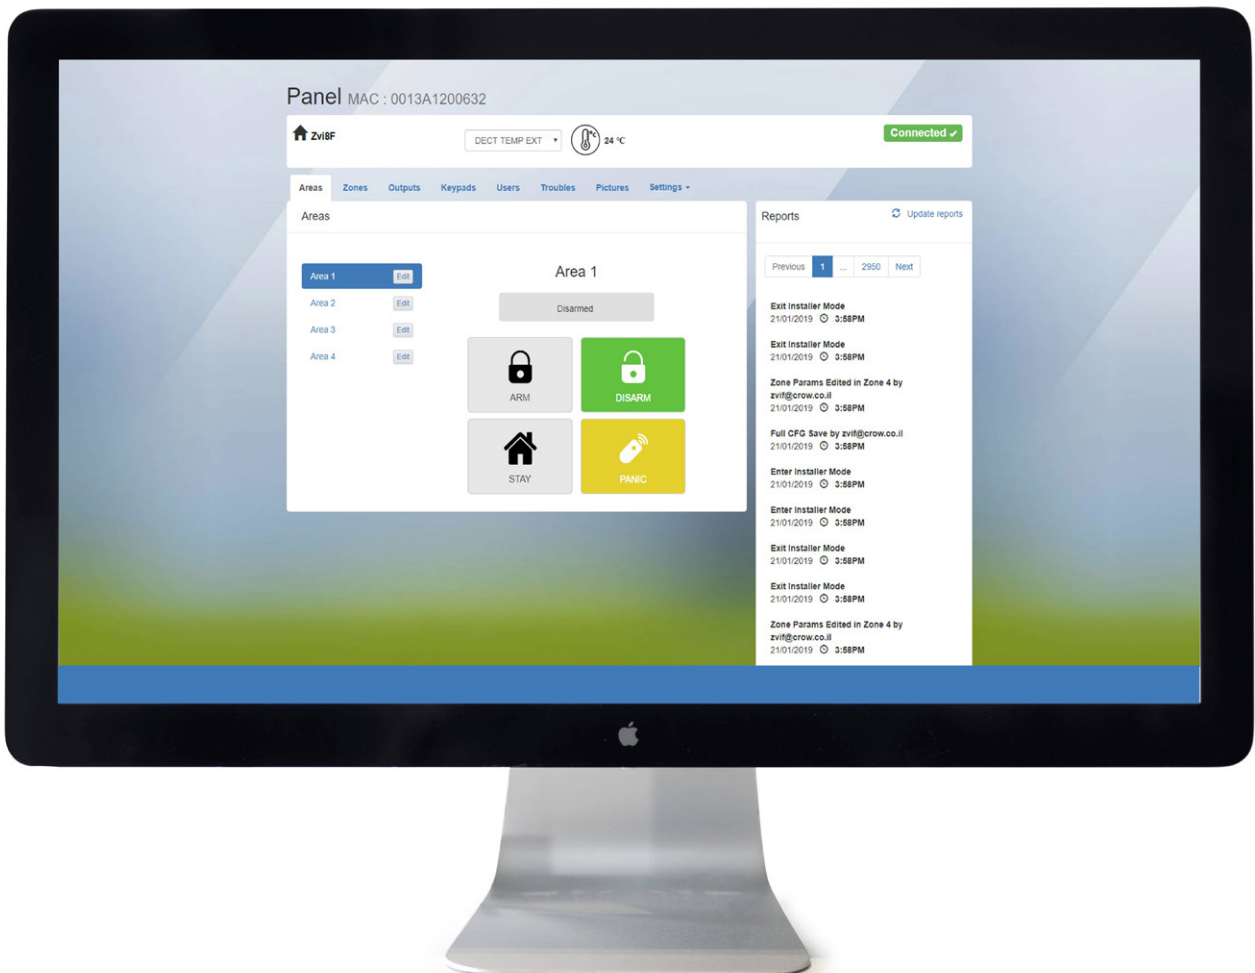 Panel MAC : 0013A1200632
Zvi8F
DECT TEMP EXT
°C
24 °C
Connected
Areas Zones Outputs Keypads Users Troubles Pictures Settings
Areas
Area 1 Edit
Area 2 Edit
Area 3 Edit
Area 4 Edit
Area 1
Disarmed
ARM
DISARM
STAY
PANIC
Reports
Update reports
Previous 1 ... 2950 Next
Exit Installer Mode
21/01/2019 3:58PM
Exit Installer Mode
21/01/2019 3:58PM
Zone Params Edited in Zone 4 by
zvif@crow.co.il
21/01/2019 3:58PM
Full CFG Save by zvif@crow.co.il
21/01/2019 3:58PM
Enter Installer Mode
21/01/2019 3:58PM
Enter Installer Mode
21/01/2019 3:58PM
Exit Installer Mode
21/01/2019 3:58PM
Exit Installer Mode
21/01/2019 3:58PM
Zone Params Edited in Zone 4 by
zvif@crow.co.il
21/01/2019 3:58PM